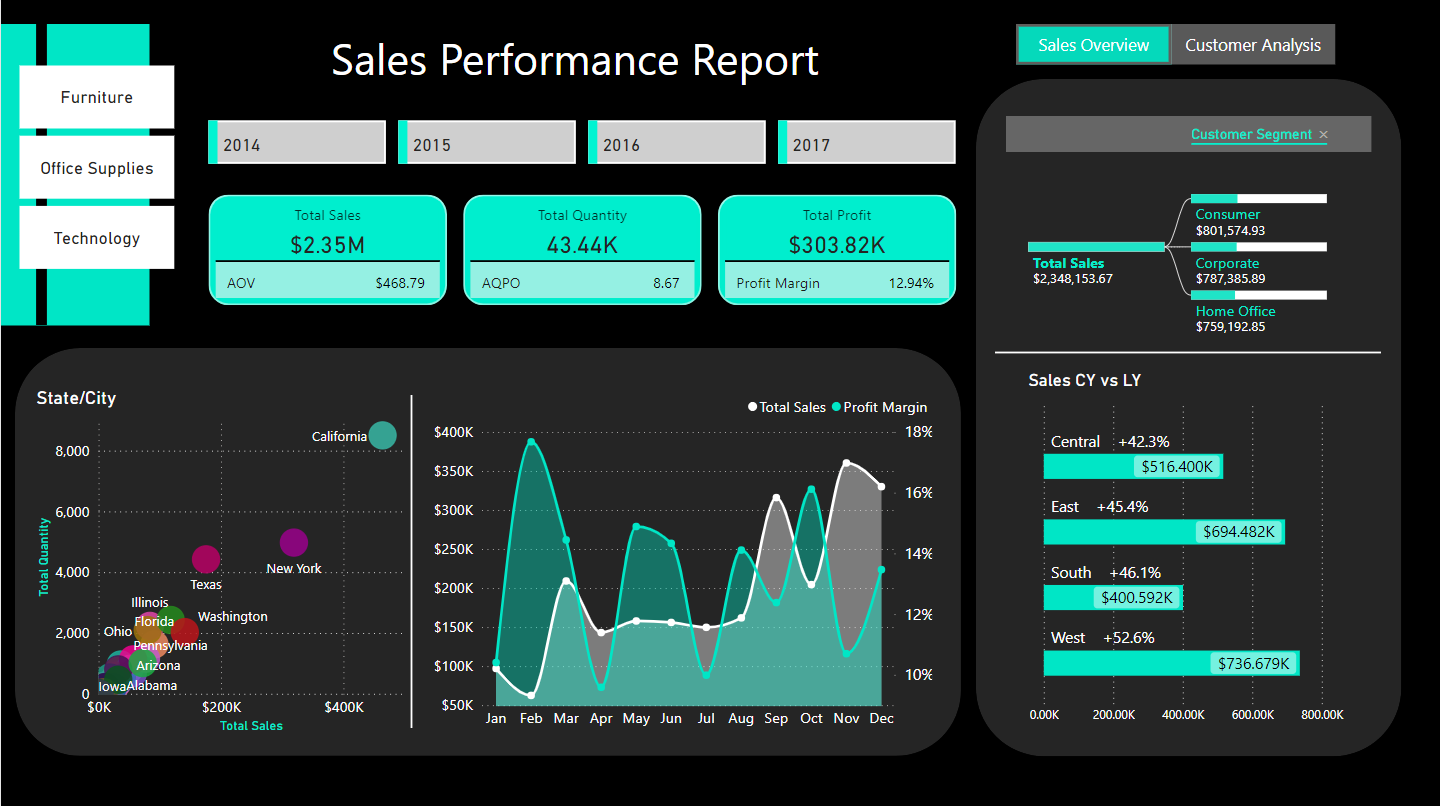 Sales Performance Report
Sales Overview
Customer Analysis
Furniture
Office Supplies
Technology
2014
2015
2016
2017
Total Sales
$2.35M
AOV $468.79
Total Quantity
43.44K
AQPO 8.67
Total Profit
$303.82K
Profit Margin 12.94%
Customer Segment ×
Total Sales
$2,348,153.67
Consumer
$801,574.93
Corporate
$787,385.89
Home Office
$759,192.85
State/City
Total Quantity
8,000
6,000
4,000
2,000
0
California
New York
Texas
Illinois
Washington
Florida
Ohio
Pennsylvania
Arizona
Iowa
Alabama
$0K $200K $400K
Total Sales
Total Sales Profit Margin
$400K
$350K
$300K
$250K
$200K
$150K
$100K
$50K
18%
16%
14%
12%
10%
Jan Feb Mar Apr May Jun Jul Aug Sep Oct Nov Dec
Sales CY vs LY
Central +42.3%
$516.400K
East +45.4%
$694.482K
South +46.1%
$400.592K
West +52.6%
$736.679K
0.00K 200.00K 400.00K 600.00K 800.00K